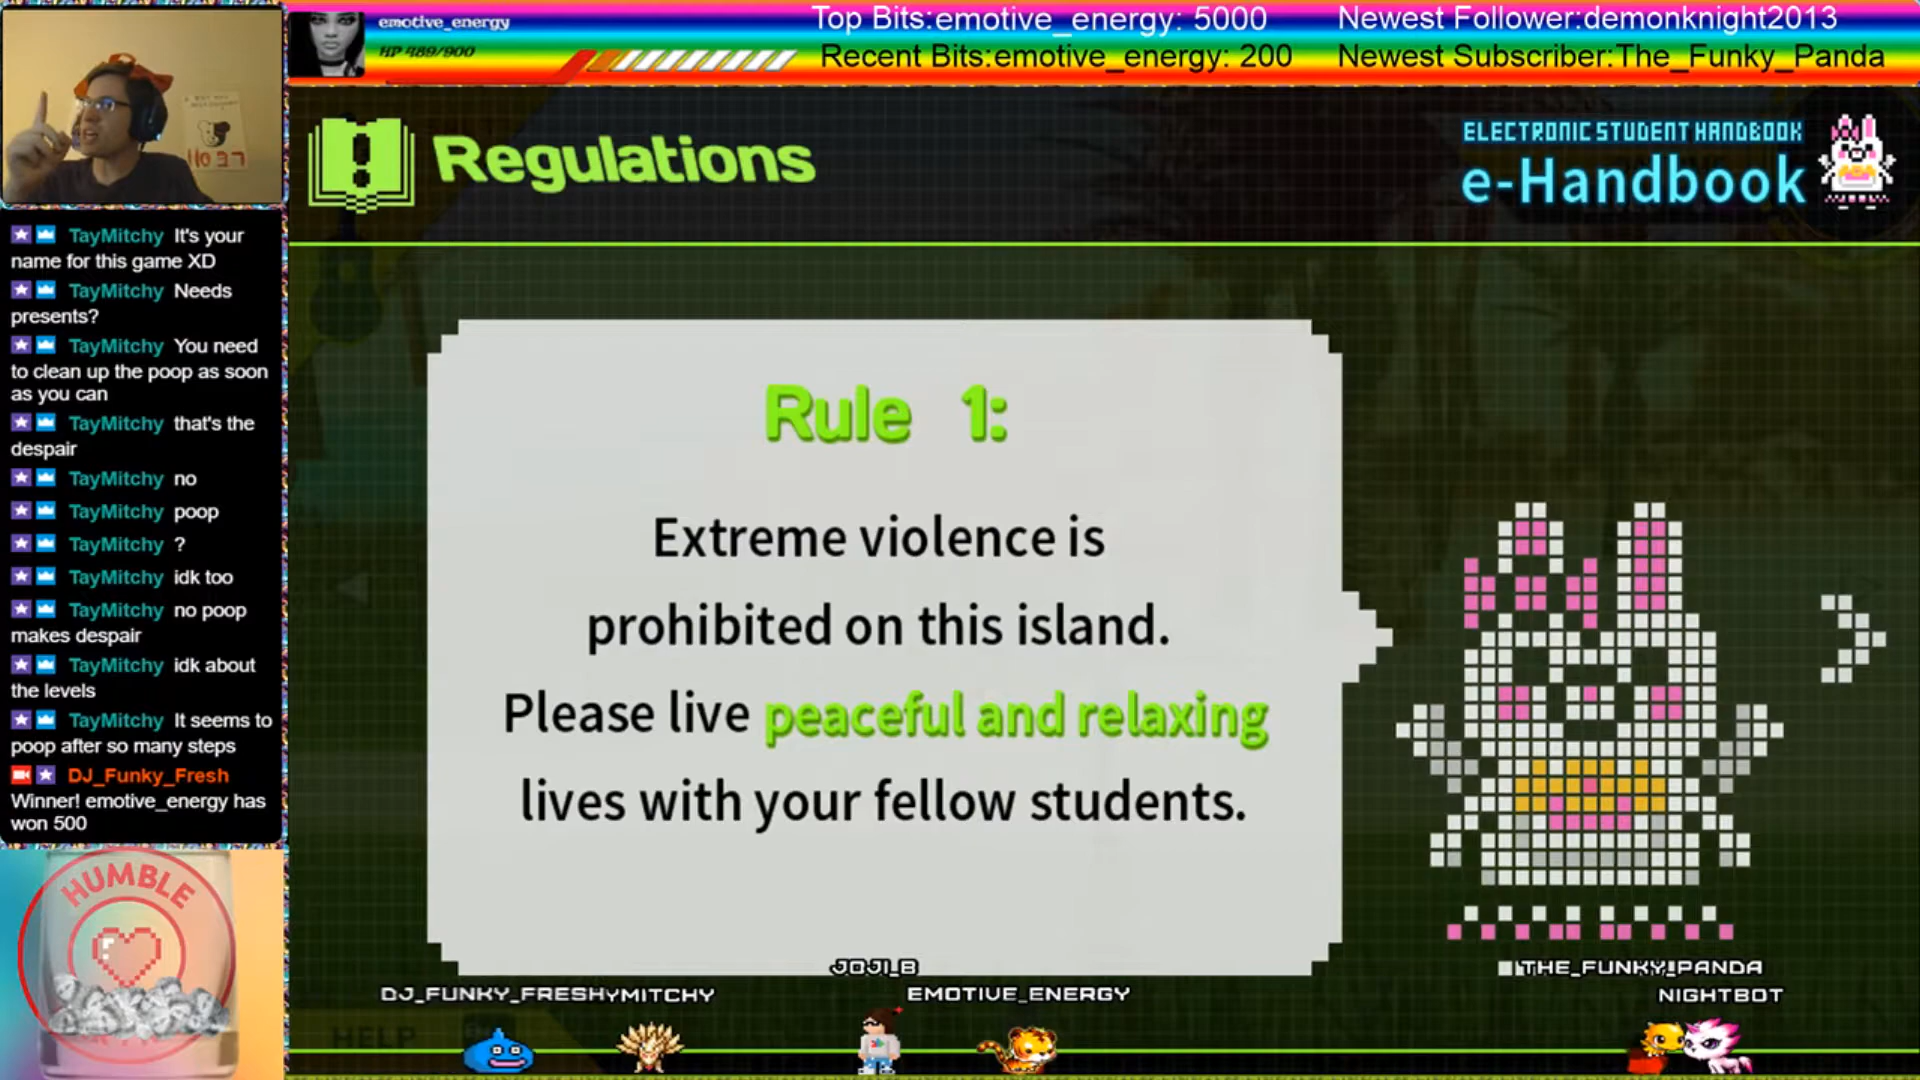 emotive_energy
HP 489/900
Top Bits:emotive_energy: 5000
Newest Follower:demonknight2013
Recent Bits:emotive_energy: 200
Newest Subscriber:The_Funky_Panda
Regulations
ELECTRONIC STUDENT HANDBOOK
e-Handbook
11037
TayMitchy It's your
name for this game XD
TayMitchy Needs
presents?
TayMitchy You need
to clean up the poop as soon
as you can
TayMitchy that's the
despair
TayMitchy no
TayMitchy poop
TayMitchy ?
TayMitchy idk too
TayMitchy no poop
makes despair
TayMitchy idk about
the levels
TayMitchy It seems to
poop after so many steps
DJ_Funky_Fresh
Winner! emotive_energy has
won 500
Rule 1:
Extreme violence is
prohibited on this island.
Please live peaceful and relaxing
lives with your fellow students.
HUMBLE
JOJI_B
THE_FUNKY_PANDA
DJ_FUNKY_FRESHYMITCHY
EMOTIVE_ENERGY
NIGHTBOT
HELP